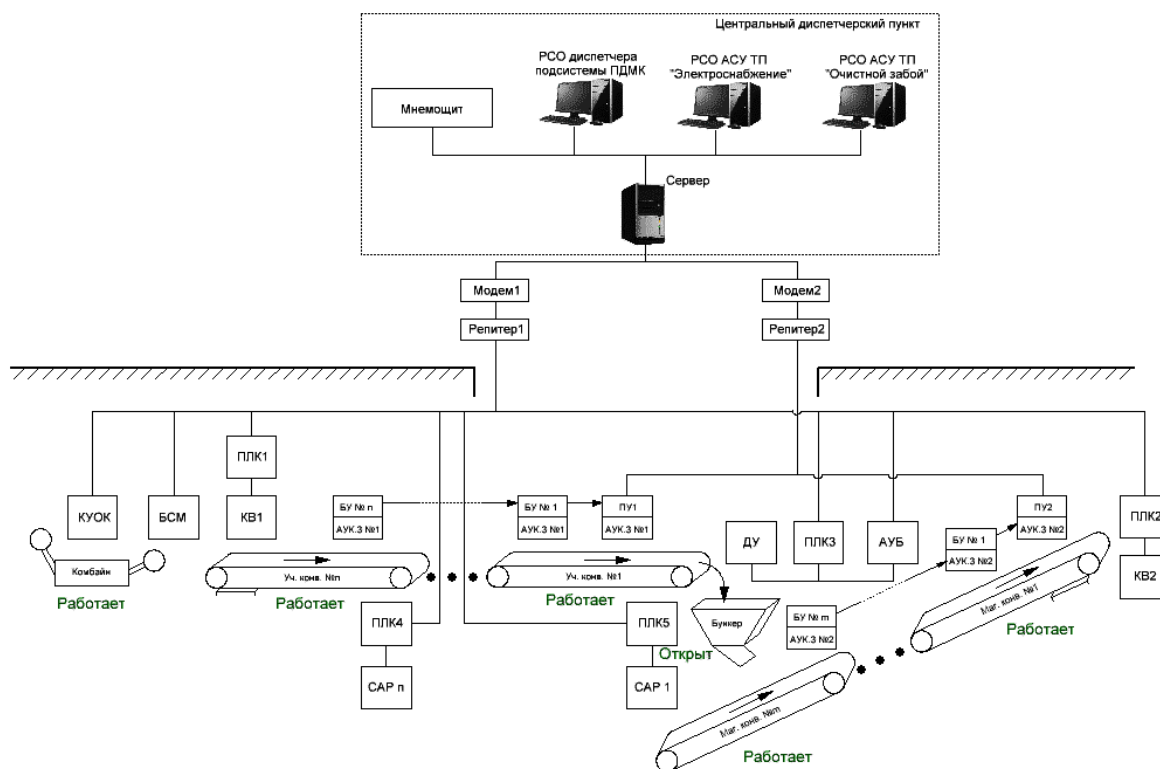 Центральный диспетчерский пункт
РСО диспетчера
подсистемы ПДМК
РСО АСУ ТП
"Электроснабжение"
РСО АСУ ТП
"Очистной забой"
Мнемощит
Сервер
Модем1
Модем2
Репитер1
Репитер2
КУОК
БСМ
ПЛК1
КВ1
БУ № n
АУК.3 №1
БУ № 1
АУК.3 №1
ПУ1
АУК.3 №1
ДУ
ПЛК3
АУБ
БУ № 1
АУК.3 №2
ПУ2
АУК.3 №2
ПЛК2
КВ2
Комбайн
Работает
Уч. конв. №n
Работает
Уч. конв. №1
Работает
Бункер
Открыт
БУ № m
АУК.3 №2
Маг. конв. №1
Работает
ПЛК4
САР n
ПЛК5
САР 1
Маг. конв. №m
Работает